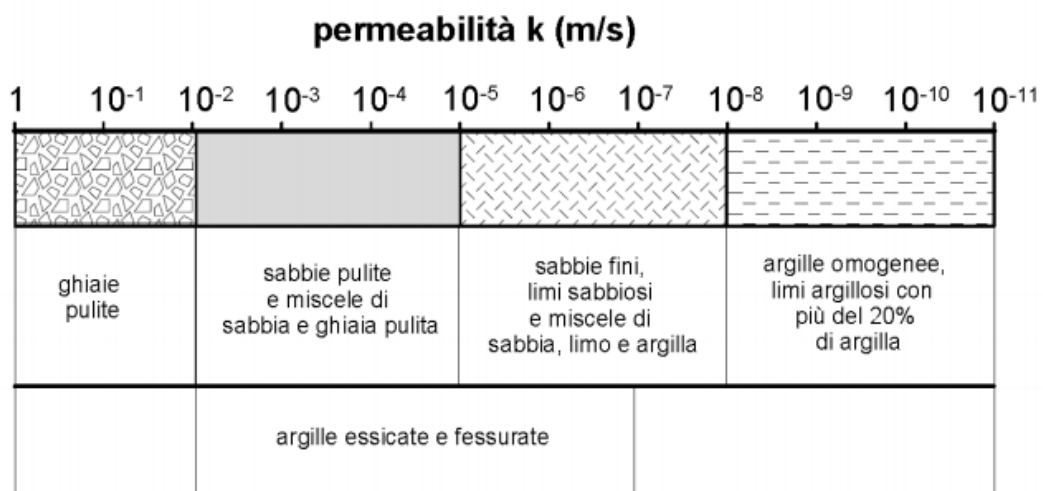 permeabilità k (m/s)
1 10-1 10-2 10-3 10-4 10-5 10-6 10-7 10-8 10-9 10-10 10-11
ghiaie
pulite
sabbie pulite
e miscele di
sabbia e ghiaia pulita
sabbie fini,
limi sabbiosi
e miscele di
sabbia, limo e argilla
argille omogenee,
limi argillosi con
più del 20%
di argilla
argille essicate e fessurate